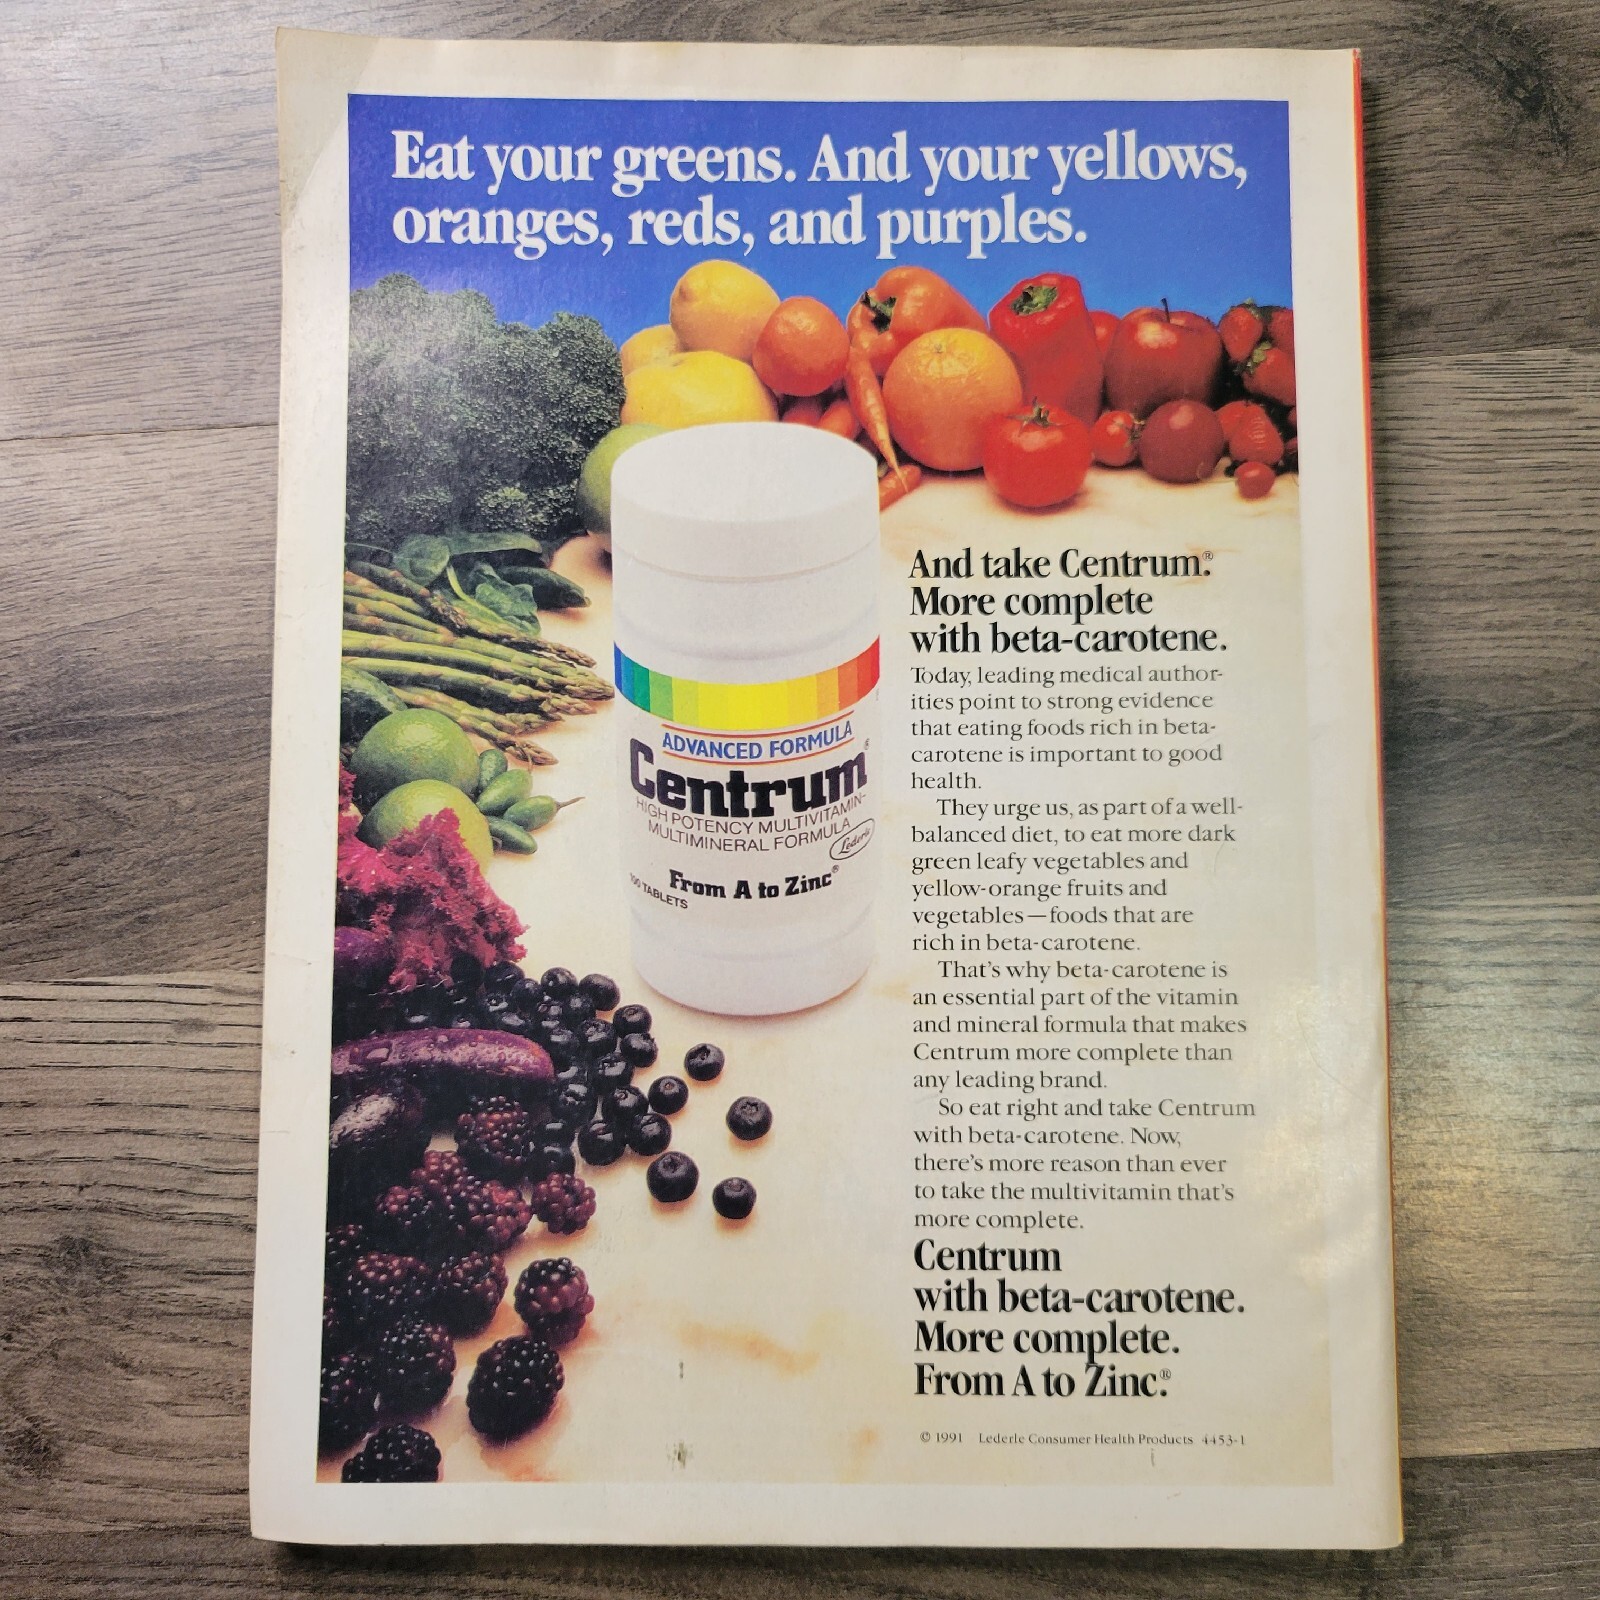 Eat your greens. And your yellows,
oranges, reds, and purples.
ADVANCED FORMULA
Centrum®
HIGH POTENCY MULTIVITAMIN-
MULTIMINERAL FORMULA
Lederle
From A to Zinc®
100 TABLETS
And take Centrum.®
More complete
with beta-carotene.
Today, leading medical author-
ities point to strong evidence
that eating foods rich in beta-
carotene is important to good
health.
They urge us, as part of a well-
balanced diet, to eat more dark
green leafy vegetables and
yellow-orange fruits and
vegetables—foods that are
rich in beta-carotene.
That's why beta-carotene is
an essential part of the vitamin
and mineral formula that makes
Centrum more complete than
any leading brand.
So eat right and take Centrum
with beta-carotene. Now,
there's more reason than ever
to take the multivitamin that's
more complete.
Centrum
with beta-carotene.
More complete.
From A to Zinc.®
© 1991 Lederle Consumer Health Products 4453-1